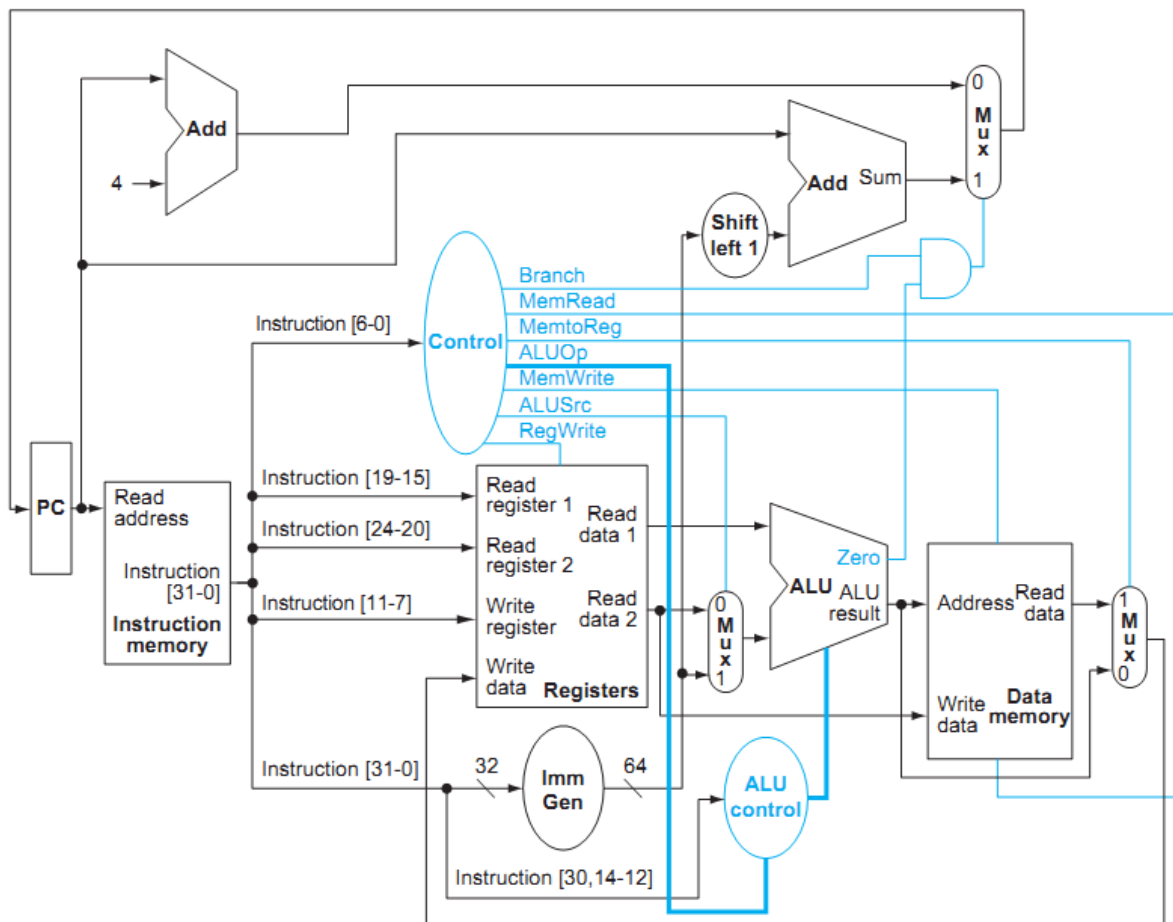 Add
4
0
M
u
x
1
Add Sum
Shift
left 1
Branch
MemRead
MemtoReg
ALUOp
MemWrite
ALUSrc
RegWrite
Control
Instruction [6-0]
PC
Read
address
Instruction
[31-0]
Instruction
memory
Instruction [19-15]
Instruction [24-20]
Instruction [11-7]
Instruction [31-0]
Read
register 1
Read
register 2
Write
register
Write
data
Read
data 1
Read
data 2
Registers
0
M
u
x
1
Zero
ALU
ALU
result
Address
Read
data
Write
data
Data
memory
1
M
u
x
0
32
Imm
Gen
64
ALU
control
Instruction [30,14-12]